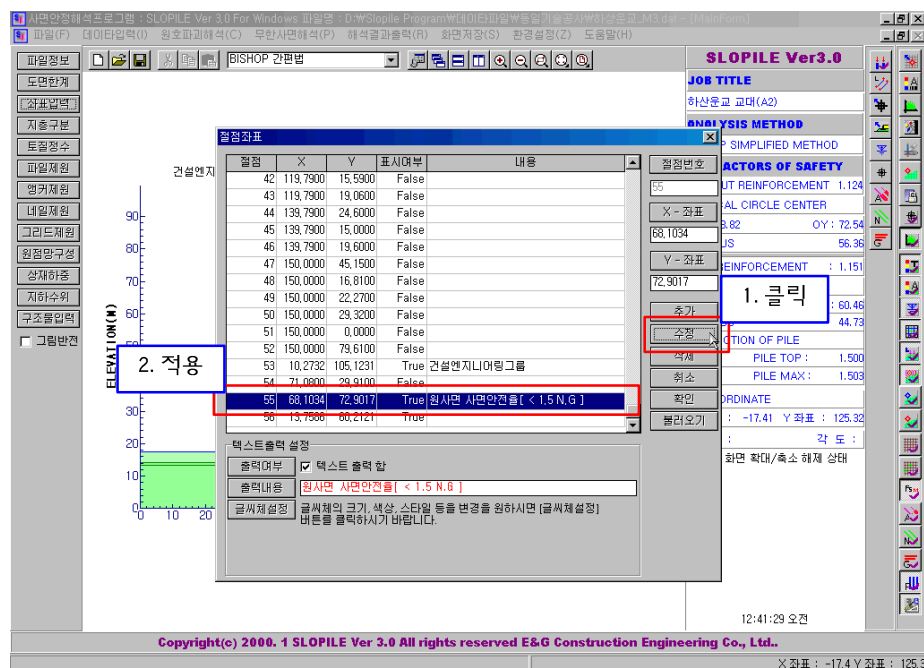 사면안정해석프로그램 : SLOPILE Ver 3.0 For Windows 파일명 : D:\Slopile Program\데이타파일\동일기술공사\하상운교_M3.dat - [MainForm]
파일(F) 데이타입력(I) 원호파괴해석(C) 무한사면해석(P) 해석결과출력(R) 화면저장(S) 환경설정(Z) 도움말(H)
파일정보
도면한계
좌표입력
지층구분
토질정수
파일제원
앵커제원
네일제원
그리드제원
원점망구성
상재하중
지하수위
구조물입력
그림반전
BISHOP 간편법
건설엔지
ELEVATION(M)
90
80
70
60
30
20
10
0 10 20
절점좌표
절점 X Y 표시여부 내용
42 119,7900 15,5900 False
43 119,7900 19,0600 False
44 139,7900 24,6000 False
45 139,7900 15,0000 False
46 139,7900 19,6000 False
47 150,0000 45,1500 False
48 150,0000 16,8100 False
49 150,0000 22,2700 False
50 150,0000 29,3200 False
51 150,0000 0,0000 False
52 150,0000 79,6100 False
53 10,2732 105,1231 True 건설엔지니어링그룹
54 71,0800 29,9100 False
55 68,1034 72,9017 True 원사면 사면안전율[ < 1,5 N,G ]
56 13,7586 60,2121 True
절점번호
55
X - 좌표
68,1034
Y - 좌표
72,9017
추가
수정
삭제
취소
확인
불러오기
1. 클릭
2. 적용
텍스트출력 설정
출력여부 텍스트 출력 함
출력내용 원사면 사면안전율[ < 1.5 N.G ]
글씨체설정 글씨체의 크기, 색상, 스타일 등을 변경을 원하시면 [글씨체설정]
버튼를 클릭하시기 바랍니다.
SLOPILE Ver3.0
JOB TITLE
하산운교 교대(A2)
ANALYSIS METHOD
SIMPLIFIED METHOD
FACTORS OF SAFETY
REINFORCEMENT 1.124
CIRCLE CENTER
OY : 72.54
56.36
REINFORCEMENT : 1.151
: 60.46
44.73
OF PILE
PILE TOP : 1.500
PILE MAX : 1.503
: -17.41 Y 좌표 : 125.32
: 각 도 :
화면 확대/축소 해제 상태
12:41:29 오전
Copyright(c) 2000. 1 SLOPILE Ver 3.0 All rights reserved E&G Construction Engineering Co., Ltd..
X 좌표 : -17.4 Y 좌표 : 125.3